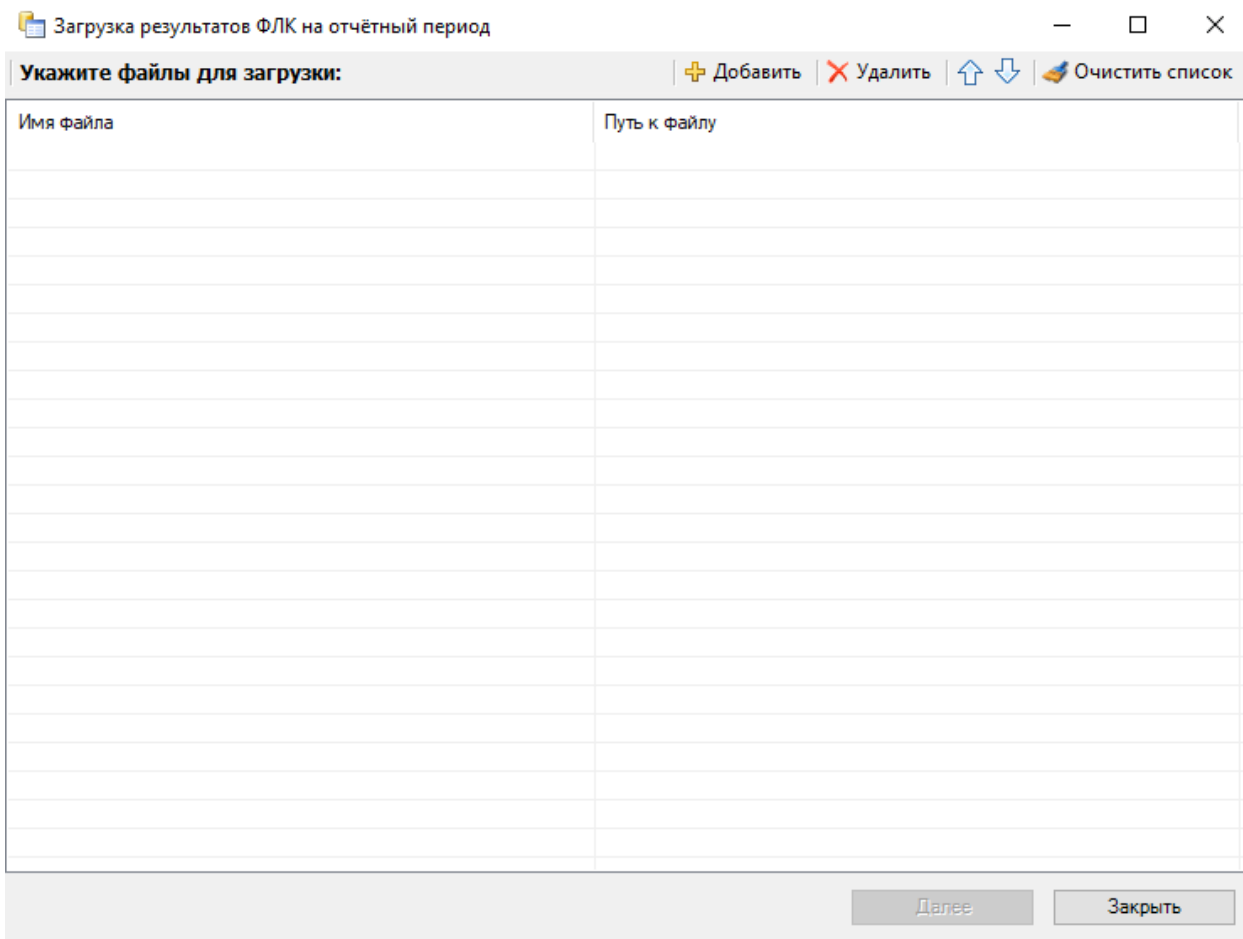 Загрузка результатов ФЛК на отчётный период
Укажите файлы для загрузки: Добавить Удалить Очистить список
Имя файла Путь к файлу
Далее Закрыть